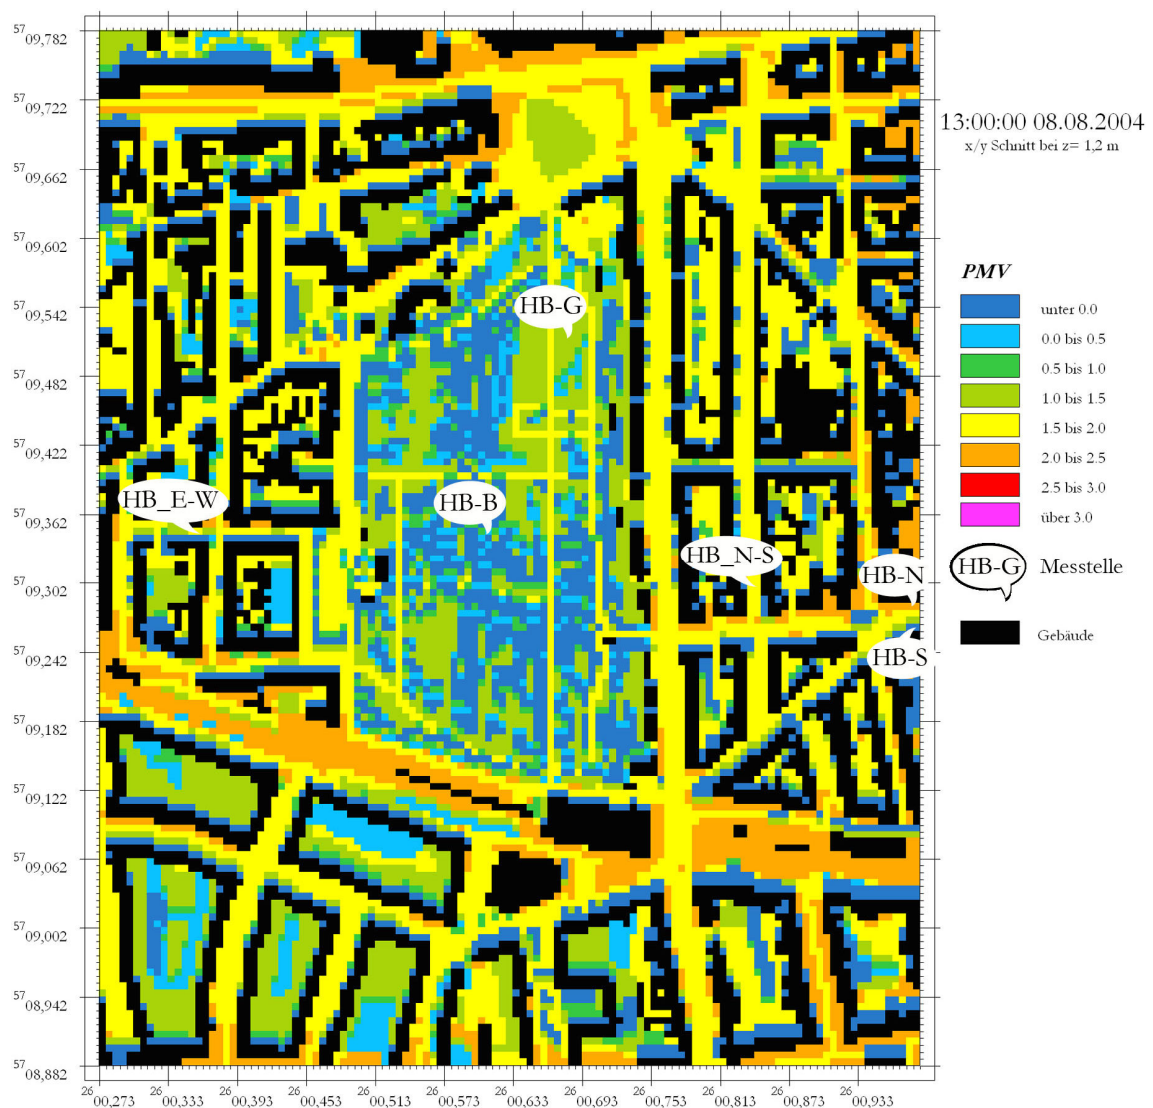 57
09,782
57
09,722
57
09,662
57
09,602
57
09,542
57
09,482
57
09,422
57
09,362
57
09,302
57
09,242
57
09,182
57
09,122
57
09,062
57
09,002
57
08,942
57
08,882
HB-G
HB_E-W
HB-B
HB_N-S
HB-N
HB-S
26 26 26 26 26 26 26 26 26 26 26 26
00,273 00,333 00,393 00,453 00,513 00,573 00,633 00,693 00,753 00,813 00,873 00,933
13:00:00 08.08.2004
x/y Schnitt bei z= 1,2 m
PMV
unter 0.0
0.0 bis 0.5
0.5 bis 1.0
1.0 bis 1.5
1.5 bis 2.0
2.0 bis 2.5
2.5 bis 3.0
über 3.0
HB-G Messtelle
Gebäude